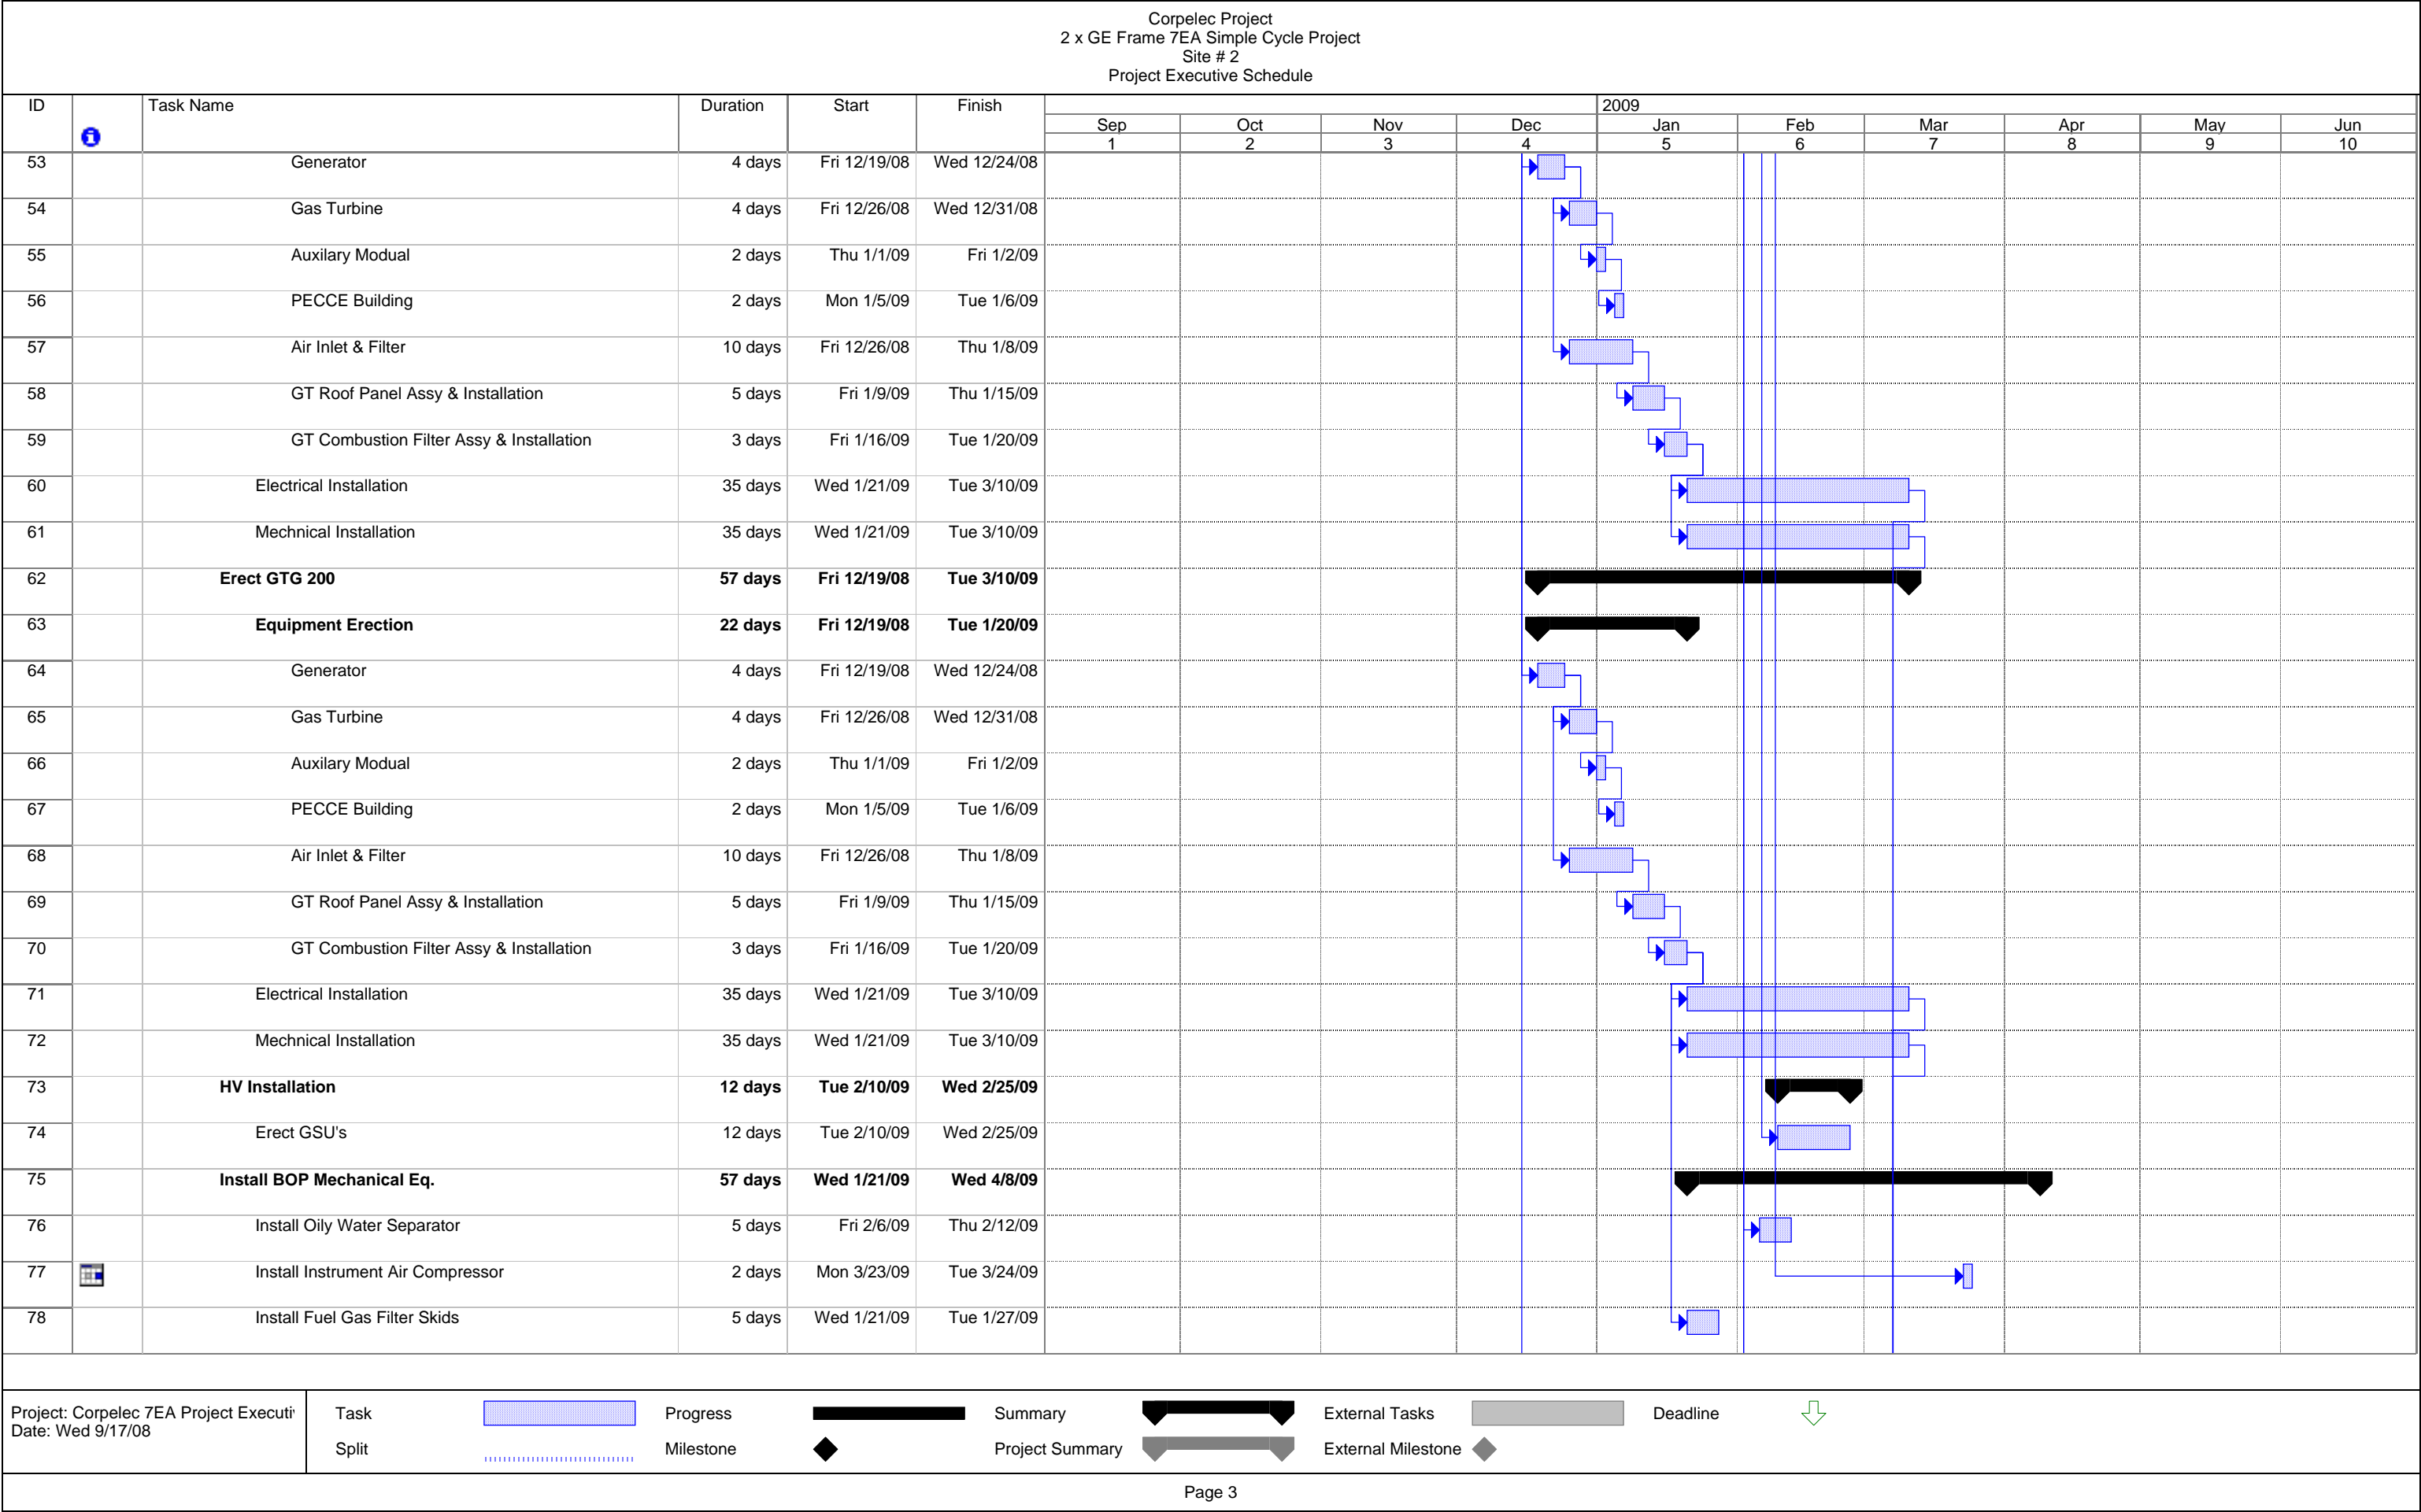 Corpelec Project
2 x GE Frame 7EA Simple Cycle Project
Site # 2
Project Executive Schedule
ID Task Name Duration Start Finish 2009
Sep Oct Nov Dec Jan Feb Mar Apr May Jun
1 2 3 4 5 6 7 8 9 10
53 Generator 4 days Fri 12/19/08 Wed 12/24/08
54 Gas Turbine 4 days Fri 12/26/08 Wed 12/31/08
55 Auxilary Modual 2 days Thu 1/1/09 Fri 1/2/09
56 PECCE Building 2 days Mon 1/5/09 Tue 1/6/09
57 Air Inlet & Filter 10 days Fri 12/26/08 Thu 1/8/09
58 GT Roof Panel Assy & Installation 5 days Fri 1/9/09 Thu 1/15/09
59 GT Combustion Filter Assy & Installation 3 days Fri 1/16/09 Tue 1/20/09
60 Electrical Installation 35 days Wed 1/21/09 Tue 3/10/09
61 Mechnical Installation 35 days Wed 1/21/09 Tue 3/10/09
62 Erect GTG 200 57 days Fri 12/19/08 Tue 3/10/09
63 Equipment Erection 22 days Fri 12/19/08 Tue 1/20/09
64 Generator 4 days Fri 12/19/08 Wed 12/24/08
65 Gas Turbine 4 days Fri 12/26/08 Wed 12/31/08
66 Auxilary Modual 2 days Thu 1/1/09 Fri 1/2/09
67 PECCE Building 2 days Mon 1/5/09 Tue 1/6/09
68 Air Inlet & Filter 10 days Fri 12/26/08 Thu 1/8/09
69 GT Roof Panel Assy & Installation 5 days Fri 1/9/09 Thu 1/15/09
70 GT Combustion Filter Assy & Installation 3 days Fri 1/16/09 Tue 1/20/09
71 Electrical Installation 35 days Wed 1/21/09 Tue 3/10/09
72 Mechnical Installation 35 days Wed 1/21/09 Tue 3/10/09
73 HV Installation 12 days Tue 2/10/09 Wed 2/25/09
74 Erect GSU's 12 days Tue 2/10/09 Wed 2/25/09
75 Install BOP Mechanical Eq. 57 days Wed 1/21/09 Wed 4/8/09
76 Install Oily Water Separator 5 days Fri 2/6/09 Thu 2/12/09
77 Install Instrument Air Compressor 2 days Mon 3/23/09 Tue 3/24/09
78 Install Fuel Gas Filter Skids 5 days Wed 1/21/09 Tue 1/27/09
Project: Corpelec 7EA Project Executi
Date: Wed 9/17/08
Task Progress Summary External Tasks Deadline
Split Milestone Project Summary External Milestone
Page 3